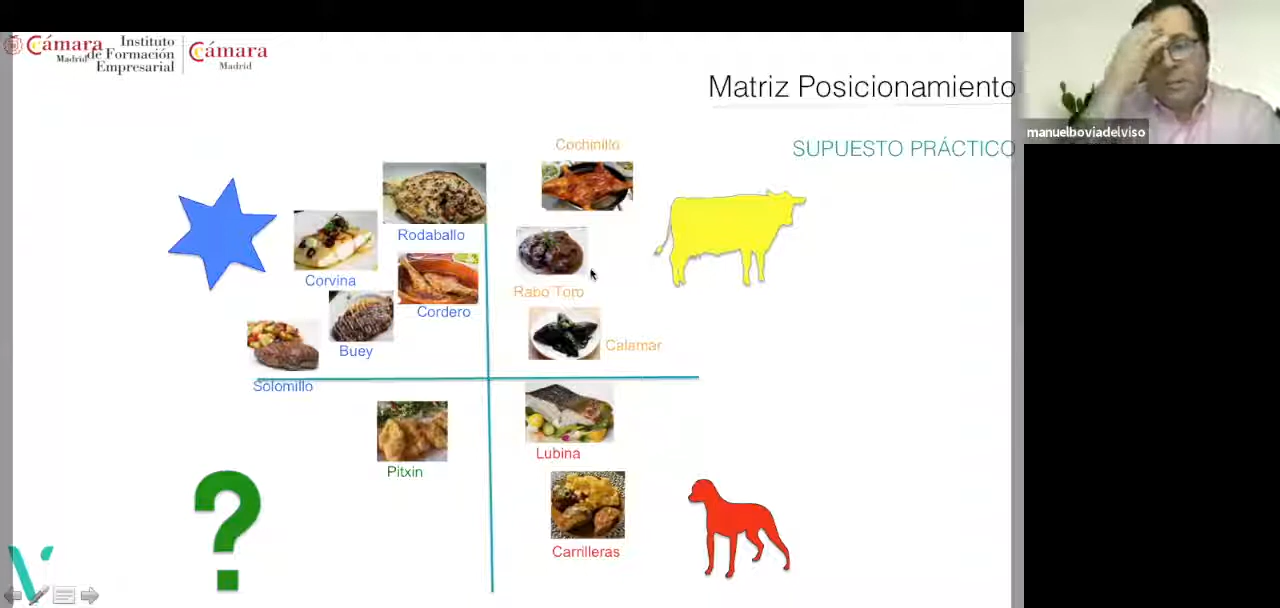 Cámara
Madrid
Instituto
de Formación
Empresarial
Cámara
Madrid
Matriz Posicionamiento
manuelboviadelviso
SUPUESTO PRÁCTICO
Cochinillo
Rodaballo
Corvina
Rabo Toro
Cordero
Buey
Calamar
Solomillo
Lubina
Pitxin
?
Carrilleras